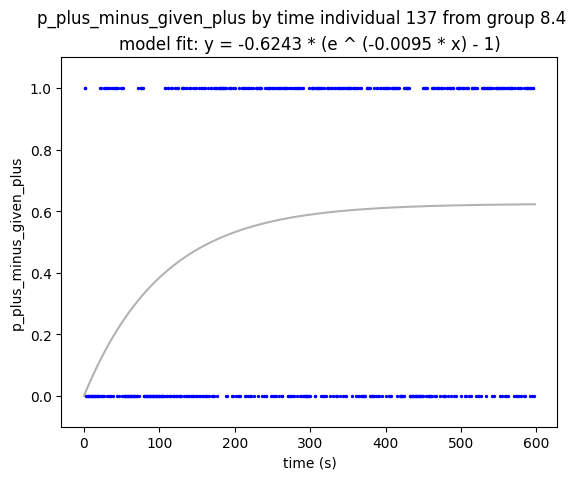 p_plus_minus_given_plus by time individual 137 from group 8.4
model fit: y = -0.6243 * (e ^ (-0.0095 * x) - 1)
1.0
0.8
0.6
0.4
0.2
0.0
p_plus_minus_given_plus
0 100 200 300 400 500 600
time (s)